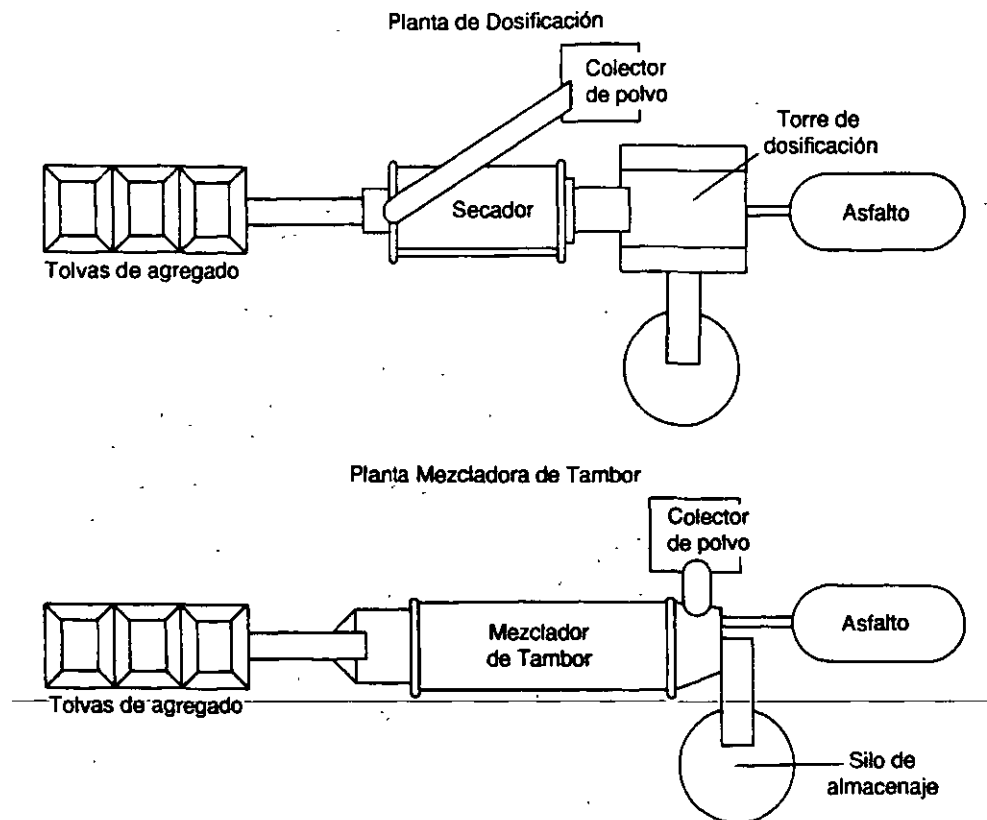 Planta de Dosificación
Colector
de polvo
Torre de
dosificación
Secador
Asfalto
Tolvas de agregado
Planta Mezcladora de Tambor
Colector
de polvo
Mezclador
de Tambor
Asfalto
Tolvas de agregado
Silo de
almacenaje